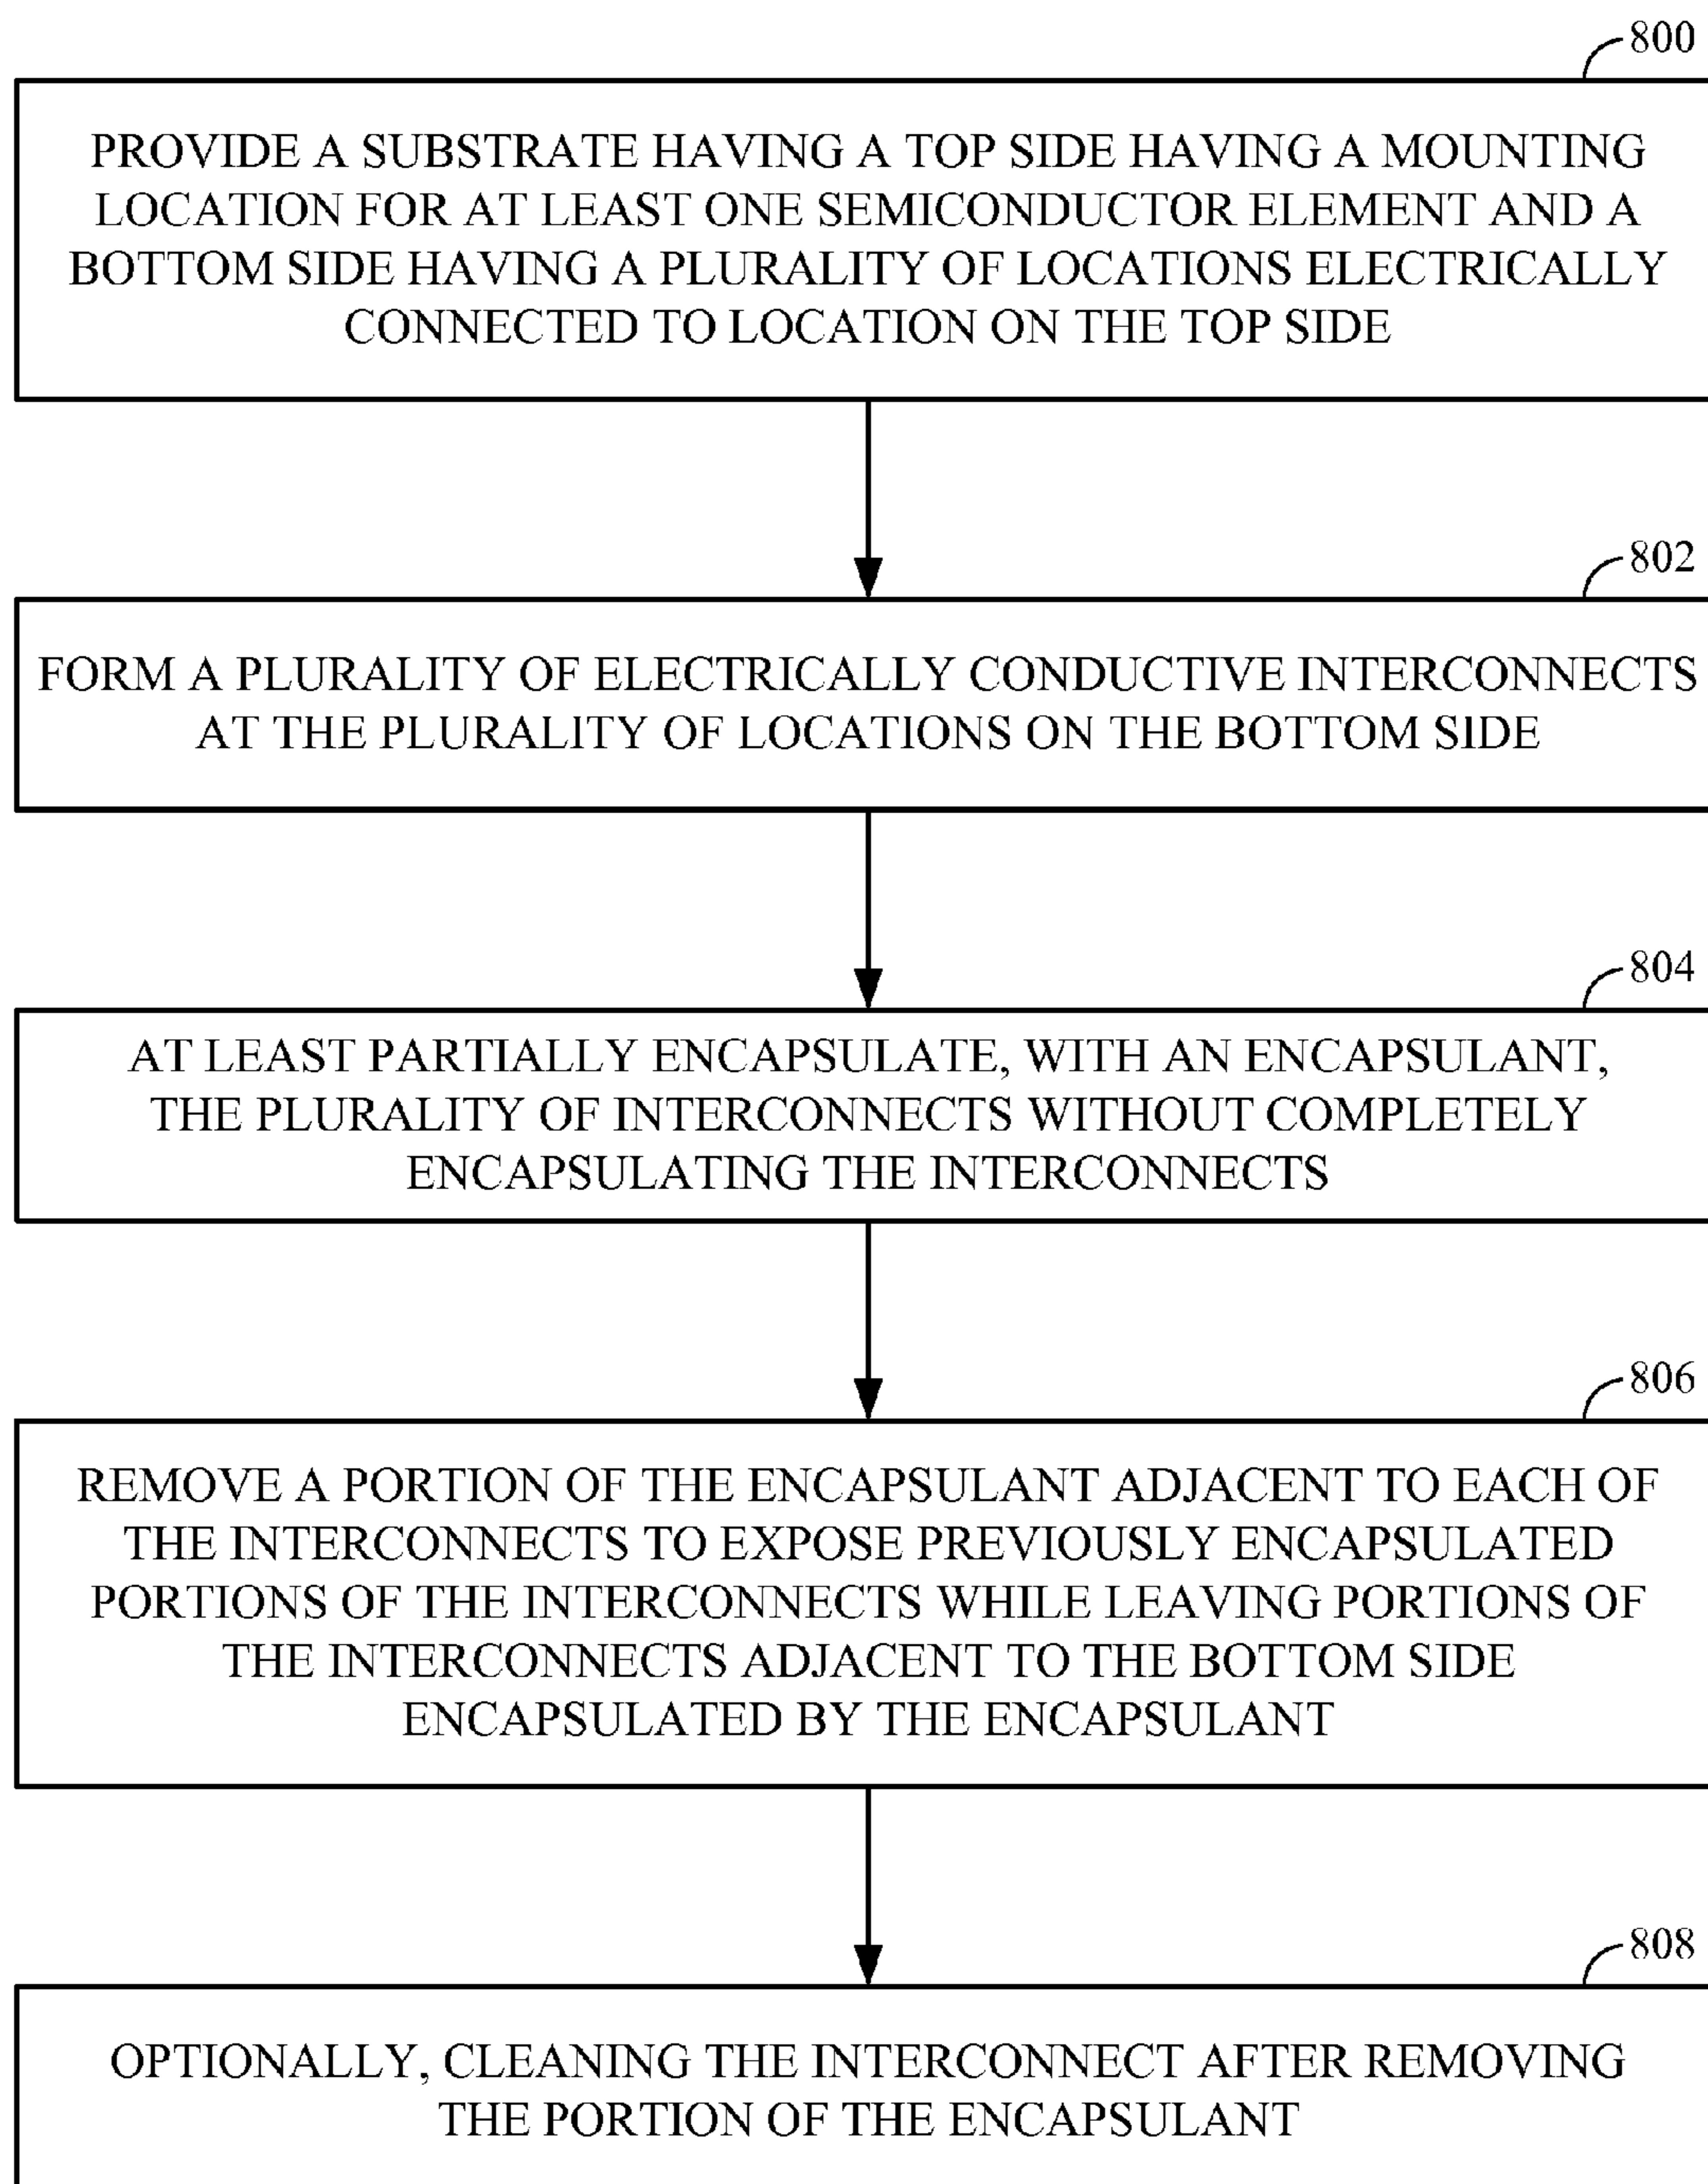 800
PROVIDE A SUBSTRATE HAVING A TOP SIDE HAVING A MOUNTING
LOCATION FOR AT LEAST ONE SEMICONDUCTOR ELEMENT AND A
BOTTOM SIDE HAVING A PLURALITY OF LOCATIONS ELECTRICALLY
CONNECTED TO LOCATION ON THE TOP SIDE
802
FORM A PLURALITY OF ELECTRICALLY CONDUCTIVE INTERCONNECTS
AT THE PLURALITY OF LOCATIONS ON THE BOTTOM SIDE
804
AT LEAST PARTIALLY ENCAPSULATE, WITH AN ENCAPSULANT,
THE PLURALITY OF INTERCONNECTS WITHOUT COMPLETELY
ENCAPSULATING THE INTERCONNECTS
806
REMOVE A PORTION OF THE ENCAPSULANT ADJACENT TO EACH OF
THE INTERCONNECTS TO EXPOSE PREVIOUSLY ENCAPSULATED
PORTIONS OF THE INTERCONNECTS WHILE LEAVING PORTIONS OF
THE INTERCONNECTS ADJACENT TO THE BOTTOM SIDE
ENCAPSULATED BY THE ENCAPSULANT
808
OPTIONALLY, CLEANING THE INTERCONNECT AFTER REMOVING
THE PORTION OF THE ENCAPSULANT